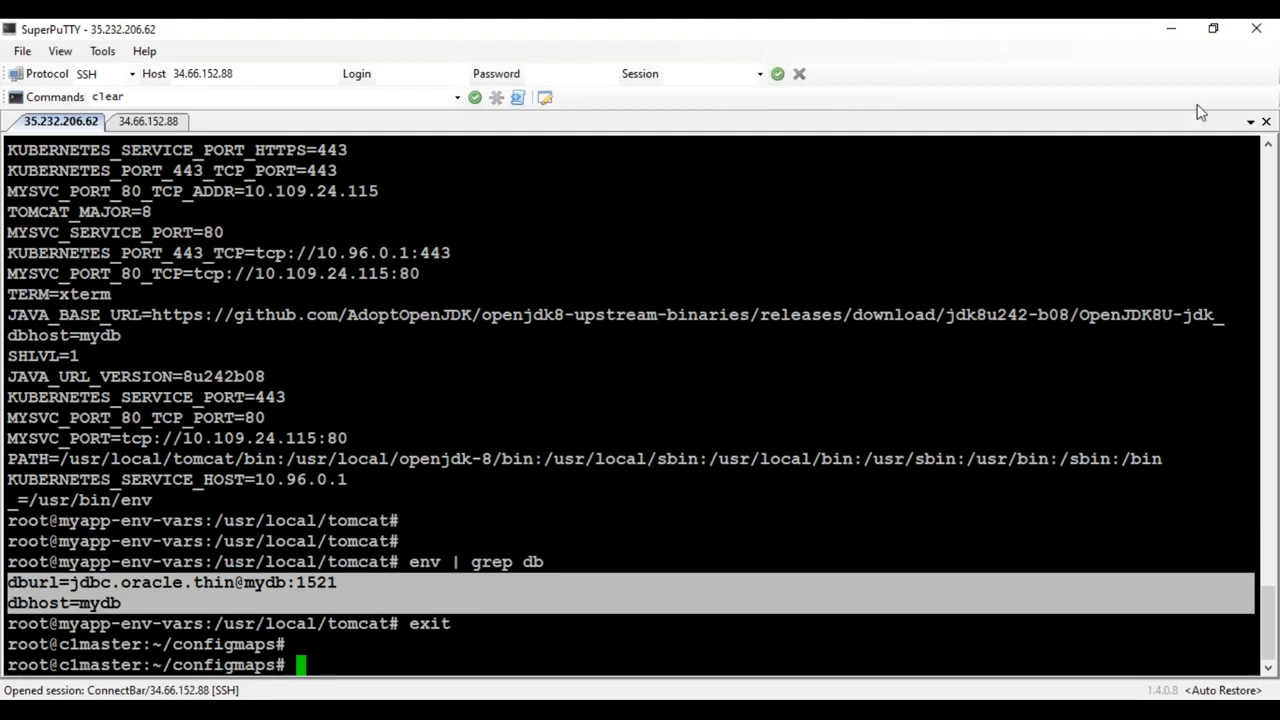 SuperPuTTY - 35.232.206.62
File View Tools Help
Protocol SSH Host 34.66.152.88 Login Password Session
Commands clear
35.232.206.62 34.66.152.88
KUBERNETES_SERVICE_PORT_HTTPS=443
KUBERNETES_PORT_443_TCP_PORT=443
MYSVC_PORT_80_TCP_ADDR=10.109.24.115
TOMCAT_MAJOR=8
MYSVC_SERVICE_PORT=80
KUBERNETES_PORT_443_TCP=tcp://10.96.0.1:443
MYSVC_PORT_80_TCP=tcp://10.109.24.115:80
TERM=xterm
JAVA_BASE_URL=https://github.com/AdoptOpenJDK/openjdk8-upstream-binaries/releases/download/jdk8u242-b08/OpenJDK8U-jdk_
dbhost=mydb
SHLVL=1
JAVA_URL_VERSION=8u242b08
KUBERNETES_SERVICE_PORT=443
MYSVC_PORT_80_TCP_PORT=80
MYSVC_PORT=tcp://10.109.24.115:80
PATH=/usr/local/tomcat/bin:/usr/local/openjdk-8/bin:/usr/local/sbin:/usr/local/bin:/usr/sbin:/usr/bin:/sbin:/bin
KUBERNETES_SERVICE_HOST=10.96.0.1
_=/usr/bin/env
root@myapp-env-vars:/usr/local/tomcat#
root@myapp-env-vars:/usr/local/tomcat#
root@myapp-env-vars:/usr/local/tomcat# env | grep db
dburl=jdbc.oracle.thin@mydb:1521
dbhost=mydb
root@myapp-env-vars:/usr/local/tomcat# exit
root@c1master:~/configmaps#
root@c1master:~/configmaps#
Opened session: ConnectBar/34.66.152.88 [SSH] 1.4.0.8 <Auto Restore>